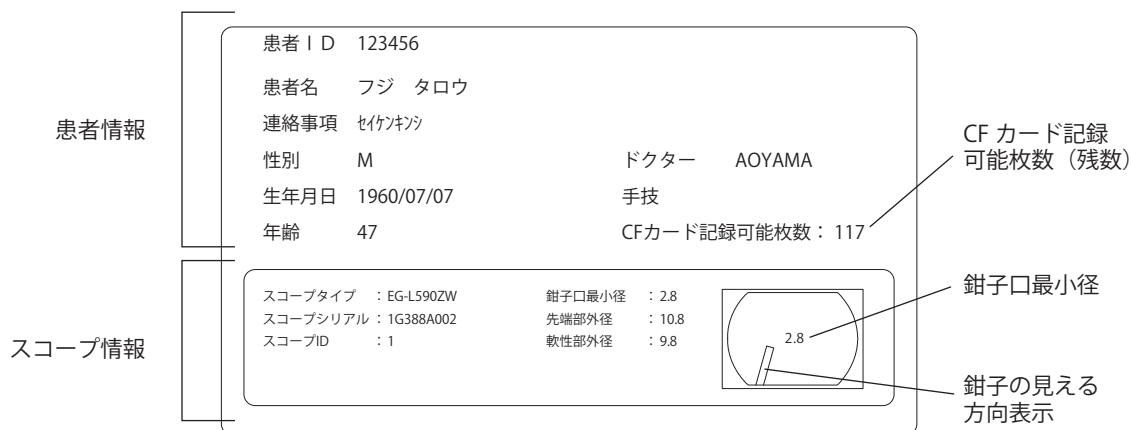 患者情報
患者ＩＤ 123456
患者名 フジ　タロウ
連絡事項 ｾｲｹﾝｷﾝｼ
性別 M ドクター AOYAMA
生年月日 1960/07/07 手技
年齢 47 CFカード記録可能枚数： 117
CF カード記録
可能枚数（残数）
スコープ情報
スコープタイプ ：EG-L590ZW 鉗子口最小径 ：2.8
スコープシリアル：1G388A002 先端部外径 ：10.8
スコープID ：1 軟性部外径 ：9.8
2.8
鉗子口最小径
鉗子の見える
方向表示